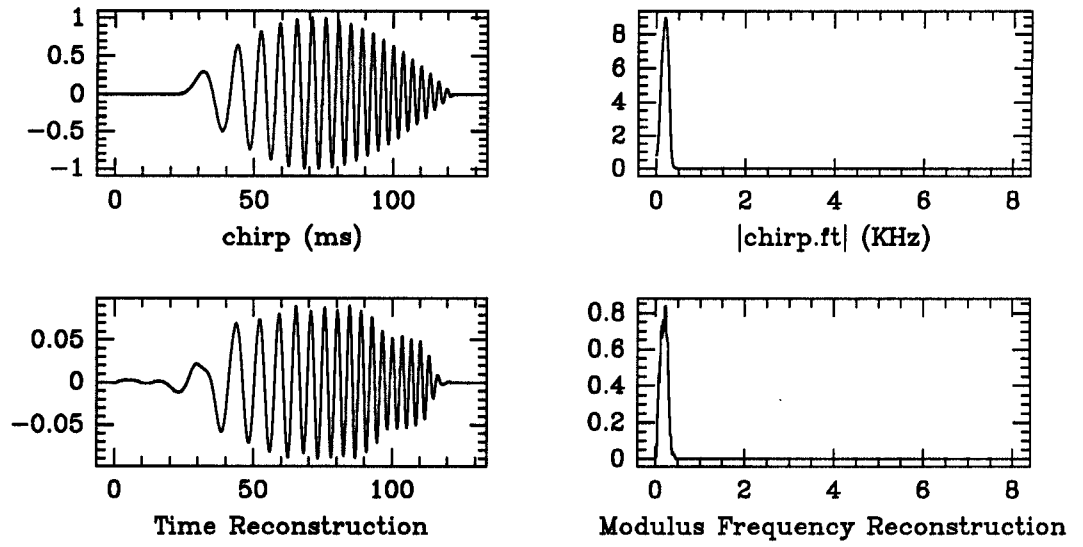 1
0.5
0
−0.5
−1
0 50 100
chirp (ms)
8
6
4
2
0
0 2 4 6 8
|chirp.ft| (KHz)
0.05
0
−0.05
0 50 100
Time Reconstruction
0.8
0.6
0.4
0.2
0
0 2 4 6 8
Modulus Frequency Reconstruction